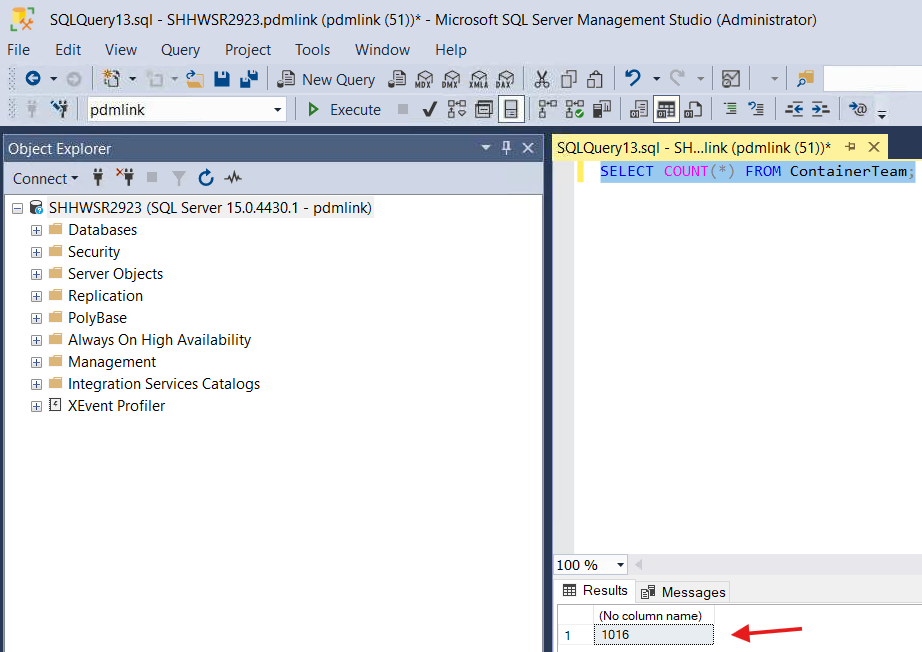 SQLQuery13.sql - SHHWSR2923.pdmlink (pdmlink (51))* - Microsoft SQL Server Management Studio (Administrator)
File Edit View Query Project Tools Window Help
New Query MDX DMX XMLA DAX
pdmlink Execute
Object Explorer
Connect
SHHWSR2923 (SQL Server 15.0.4430.1 - pdmlink)
Databases
Security
Server Objects
Replication
PolyBase
Always On High Availability
Management
Integration Services Catalogs
XEvent Profiler
SQLQuery13.sql - SH...link (pdmlink (51))*
SELECT COUNT(*) FROM ContainerTeam;
100 %
Results Messages
(No column name)
1 1016